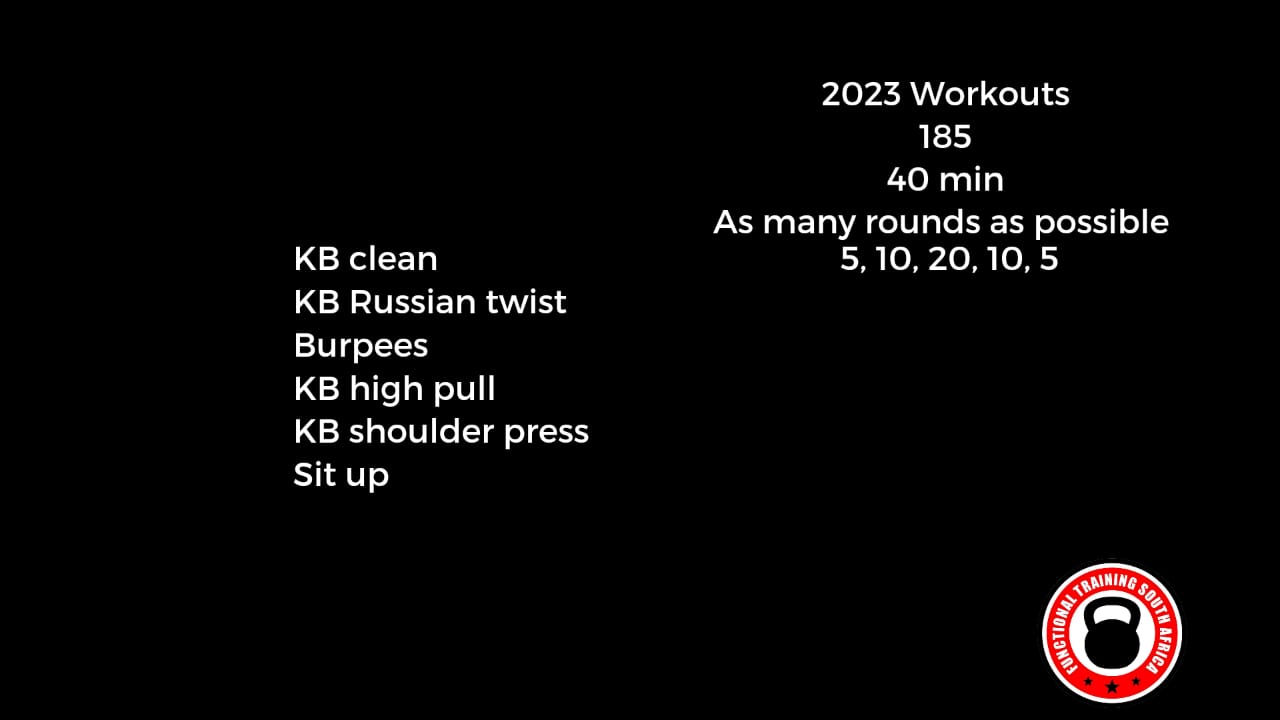 2023 Workouts
185
40 min
As many rounds as possible
5, 10, 20, 10, 5
KB clean
KB Russian twist
Burpees
KB high pull
KB shoulder press
Sit up
FUNCTIONAL TRAINING SOUTH AFRICA